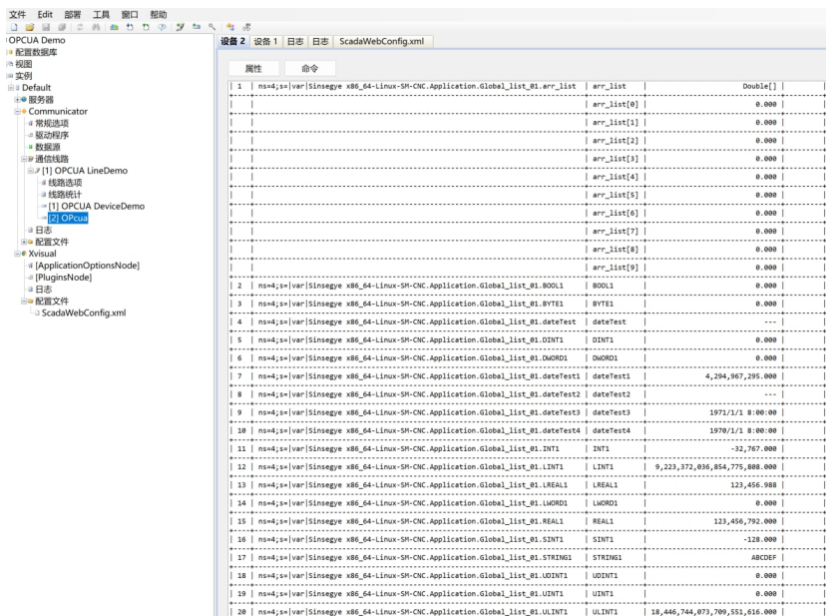 文件 Edit 部署 工具 窗口 帮助
OPCUA Demo
配置数据库
视图
实例
Default
服务器
Communicator
常规选项
驱动程序
数据源
通信线路
[1] OPCUA LineDemo
线路选项
线路统计
[1] OPCUA DeviceDemo
[2] OPcua
日志
配置文件
Xvisual
[ApplicationOptionsNode]
[PluginsNode]
日志
配置文件
ScadaWebConfig.xml
设备 2 设备 1 日志 日志 ScadaWebConfig.xml
属性 命令
| 1 | ns=4;s=|var|Sinsegye x86_64-Linux-SM-CNC.Application.Global_list_01.arr_list | arr_list | Double[] |
| | | arr_list[0] | 0.000 |
| | | arr_list[1] | 0.000 |
| | | arr_list[2] | 0.000 |
| | | arr_list[3] | 0.000 |
| | | arr_list[4] | 0.000 |
| | | arr_list[5] | 0.000 |
| | | arr_list[6] | 0.000 |
| | | arr_list[7] | 0.000 |
| | | arr_list[8] | 0.000 |
| | | arr_list[9] | 0.000 |
| 2 | ns=4;s=|var|Sinsegye x86_64-Linux-SM-CNC.Application.Global_list_01.BOOL1 | BOOL1 | 0.000 |
| 3 | ns=4;s=|var|Sinsegye x86_64-Linux-SM-CNC.Application.Global_list_01.BYTE1 | BYTE1 | 0.000 |
| 4 | ns=4;s=|var|Sinsegye x86_64-Linux-SM-CNC.Application.Global_list_01.dateTest | dateTest | --- |
| 5 | ns=4;s=|var|Sinsegye x86_64-Linux-SM-CNC.Application.Global_list_01.DINT1 | DINT1 | 0.000 |
| 6 | ns=4;s=|var|Sinsegye x86_64-Linux-SM-CNC.Application.Global_list_01.DWORD1 | DWORD1 | 0.000 |
| 7 | ns=4;s=|var|Sinsegye x86_64-Linux-SM-CNC.Application.Global_list_01.dateTest1 | dateTest1 | 4,294,967,295.000 |
| 8 | ns=4;s=|var|Sinsegye x86_64-Linux-SM-CNC.Application.Global_list_01.dateTest2 | dateTest2 | --- |
| 9 | ns=4;s=|var|Sinsegye x86_64-Linux-SM-CNC.Application.Global_list_01.dateTest3 | dateTest3 | 1971/1/1 8:00:00 |
| 10 | ns=4;s=|var|Sinsegye x86_64-Linux-SM-CNC.Application.Global_list_01.dateTest4 | dateTest4 | 1970/1/1 8:00:00 |
| 11 | ns=4;s=|var|Sinsegye x86_64-Linux-SM-CNC.Application.Global_list_01.INT1 | INT1 | -32,767.000 |
| 12 | ns=4;s=|var|Sinsegye x86_64-Linux-SM-CNC.Application.Global_list_01.LINT1 | LINT1 | 9,223,372,036,854,775,808.000 |
| 13 | ns=4;s=|var|Sinsegye x86_64-Linux-SM-CNC.Application.Global_list_01.LREAL1 | LREAL1 | 123,456.988 |
| 14 | ns=4;s=|var|Sinsegye x86_64-Linux-SM-CNC.Application.Global_list_01.LWORD1 | LWORD1 | 0.000 |
| 15 | ns=4;s=|var|Sinsegye x86_64-Linux-SM-CNC.Application.Global_list_01.REAL1 | REAL1 | 123,456,792.000 |
| 16 | ns=4;s=|var|Sinsegye x86_64-Linux-SM-CNC.Application.Global_list_01.SINT1 | SINT1 | -128.000 |
| 17 | ns=4;s=|var|Sinsegye x86_64-Linux-SM-CNC.Application.Global_list_01.STRING1 | STRING1 | ABCDEF |
| 18 | ns=4;s=|var|Sinsegye x86_64-Linux-SM-CNC.Application.Global_list_01.UDINT1 | UDINT1 | 0.000 |
| 19 | ns=4;s=|var|Sinsegye x86_64-Linux-SM-CNC.Application.Global_list_01.UINT1 | UINT1 | 0.000 |
| 20 | ns=4;s=|var|Sinsegye x86_64-Linux-SM-CNC.Application.Global_list_01.ULINT1 | ULINT1 | 18,446,744,073,709,551,616.000 |